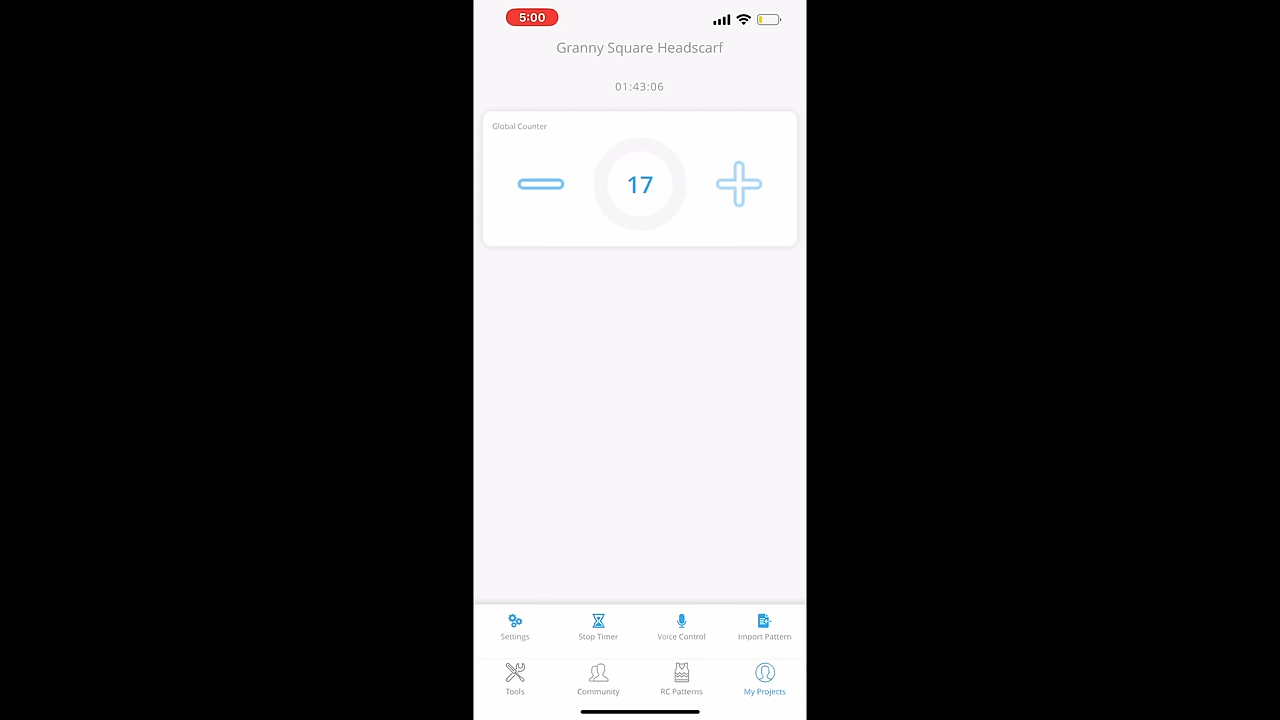 5:00
Granny Square Headscarf
01:43:06
Global Counter
17
Settings Stop Timer Voice Control Import Pattern
Tools Community RC Patterns My Projects